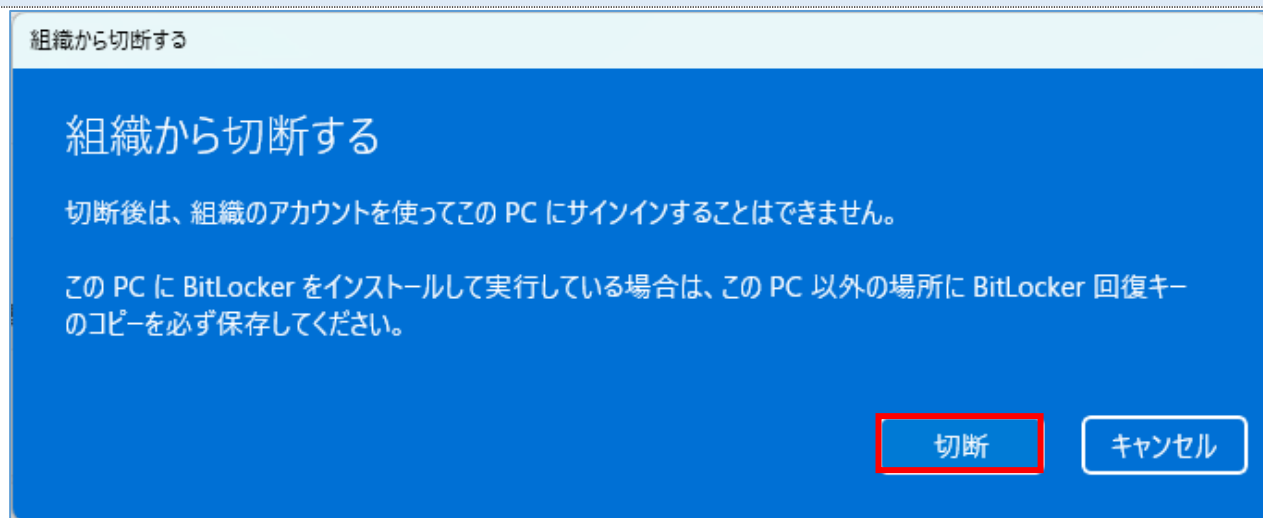 組織から切断する
組織から切断する
切断後は、組織のアカウントを使ってこの PC にサインインすることはできません。
この PC に BitLocker をインストールして実行している場合は、この PC 以外の場所に BitLocker 回復キー
のコピーを必ず保存してください。
切断
キャンセル